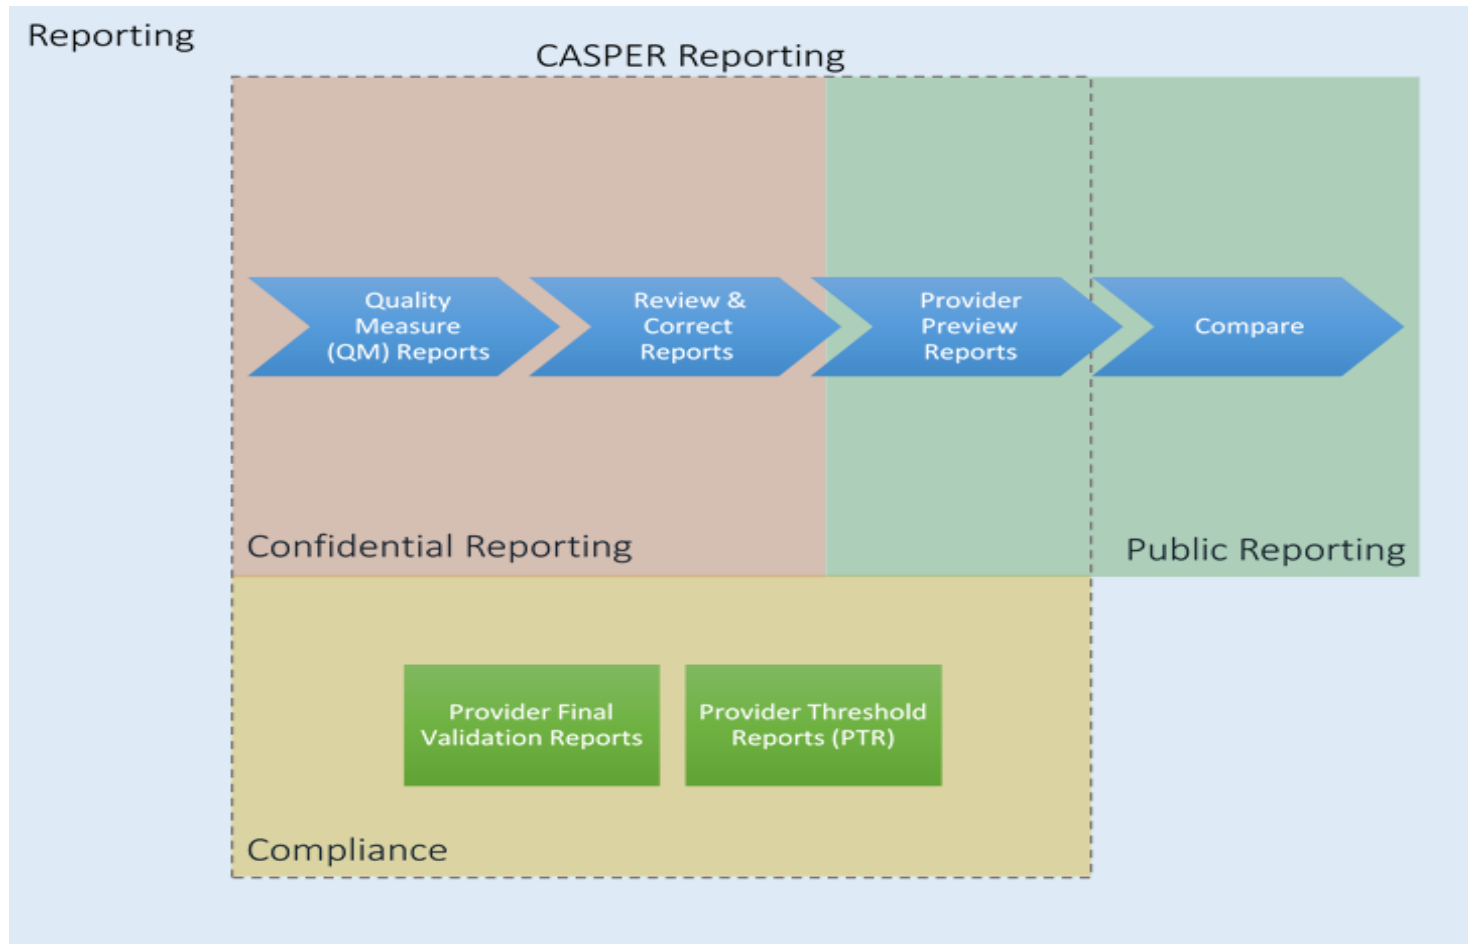 Reporting
CASPER Reporting
Quality
Measure
(QM) Reports
Review &
Correct
Reports
Provider
Preview
Reports
Compare
Confidential Reporting
Public Reporting
Provider Final
Validation Reports
Provider Threshold
Reports (PTR)
Compliance